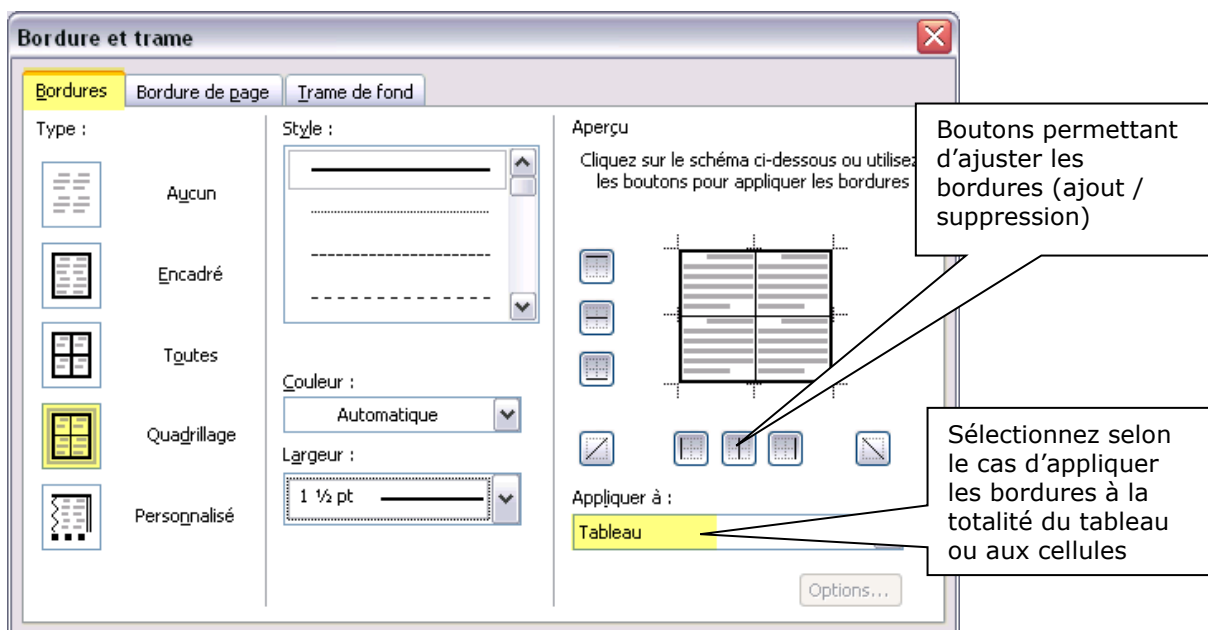 Bordure et trame
Bordures
Bordure de page
Trame de fond
Type :
Aucun
Encadré
Toutes
Quadrillage
Personnalisé
Style :
Couleur :
Automatique
Largeur :
1 ½ pt
Aperçu
Cliquez sur le schéma ci-dessous ou utilisez
les boutons pour appliquer les bordures
Appliquer à :
Tableau
Options...
Boutons permettant
d’ajuster les
bordures (ajout /
suppression)
Sélectionnez selon
le cas d’appliquer
les bordures à la
totalité du tableau
ou aux cellules